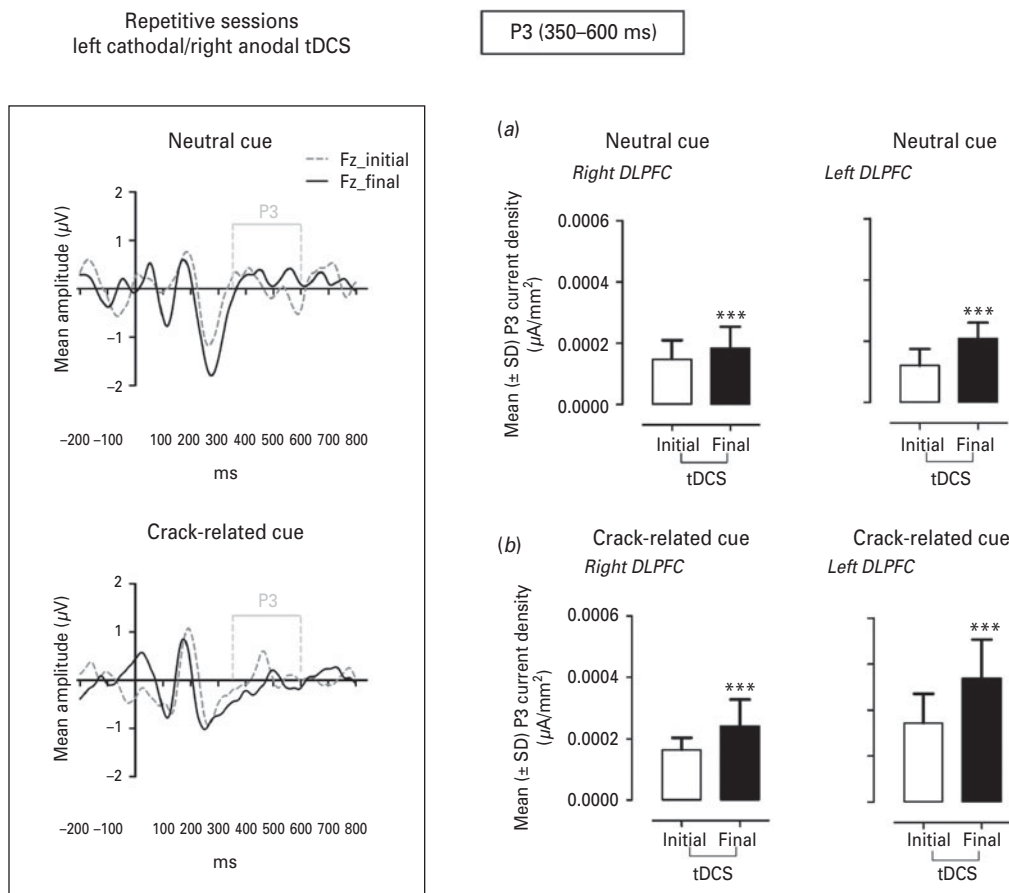 Repetitive sessions
left cathodal/right anodal tDCS
P3 (350–600 ms)
Neutral cue
Fz_initial
Fz_final
P3
Mean amplitude (μV)
2
1
−1
−2
−200 −100 100 200 300 400 500 600 700 800
ms
Crack-related cue
P3
Mean amplitude (μV)
2
1
−1
−2
−200 −100 100 200 300 400 500 600 700 800
ms
(a)
Neutral cue
Right DLPFC
Mean (± SD) P3 current density
(μA/mm²)
0.0006
0.0004
0.0002
0.0000
***
Initial Final
tDCS
Neutral cue
Left DLPFC
***
Initial Final
tDCS
(b)
Crack-related cue
Right DLPFC
Mean (± SD) P3 current density
(μA/mm²)
0.0006
0.0004
0.0002
0.0000
***
Initial Final
tDCS
Crack-related cue
Left DLPFC
***
Initial Final
tDCS